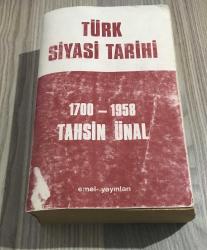 TÜRK
SİYASİ TARİHİ
1700 – 1958
TAHSİN ÜNAL
emel yayınları